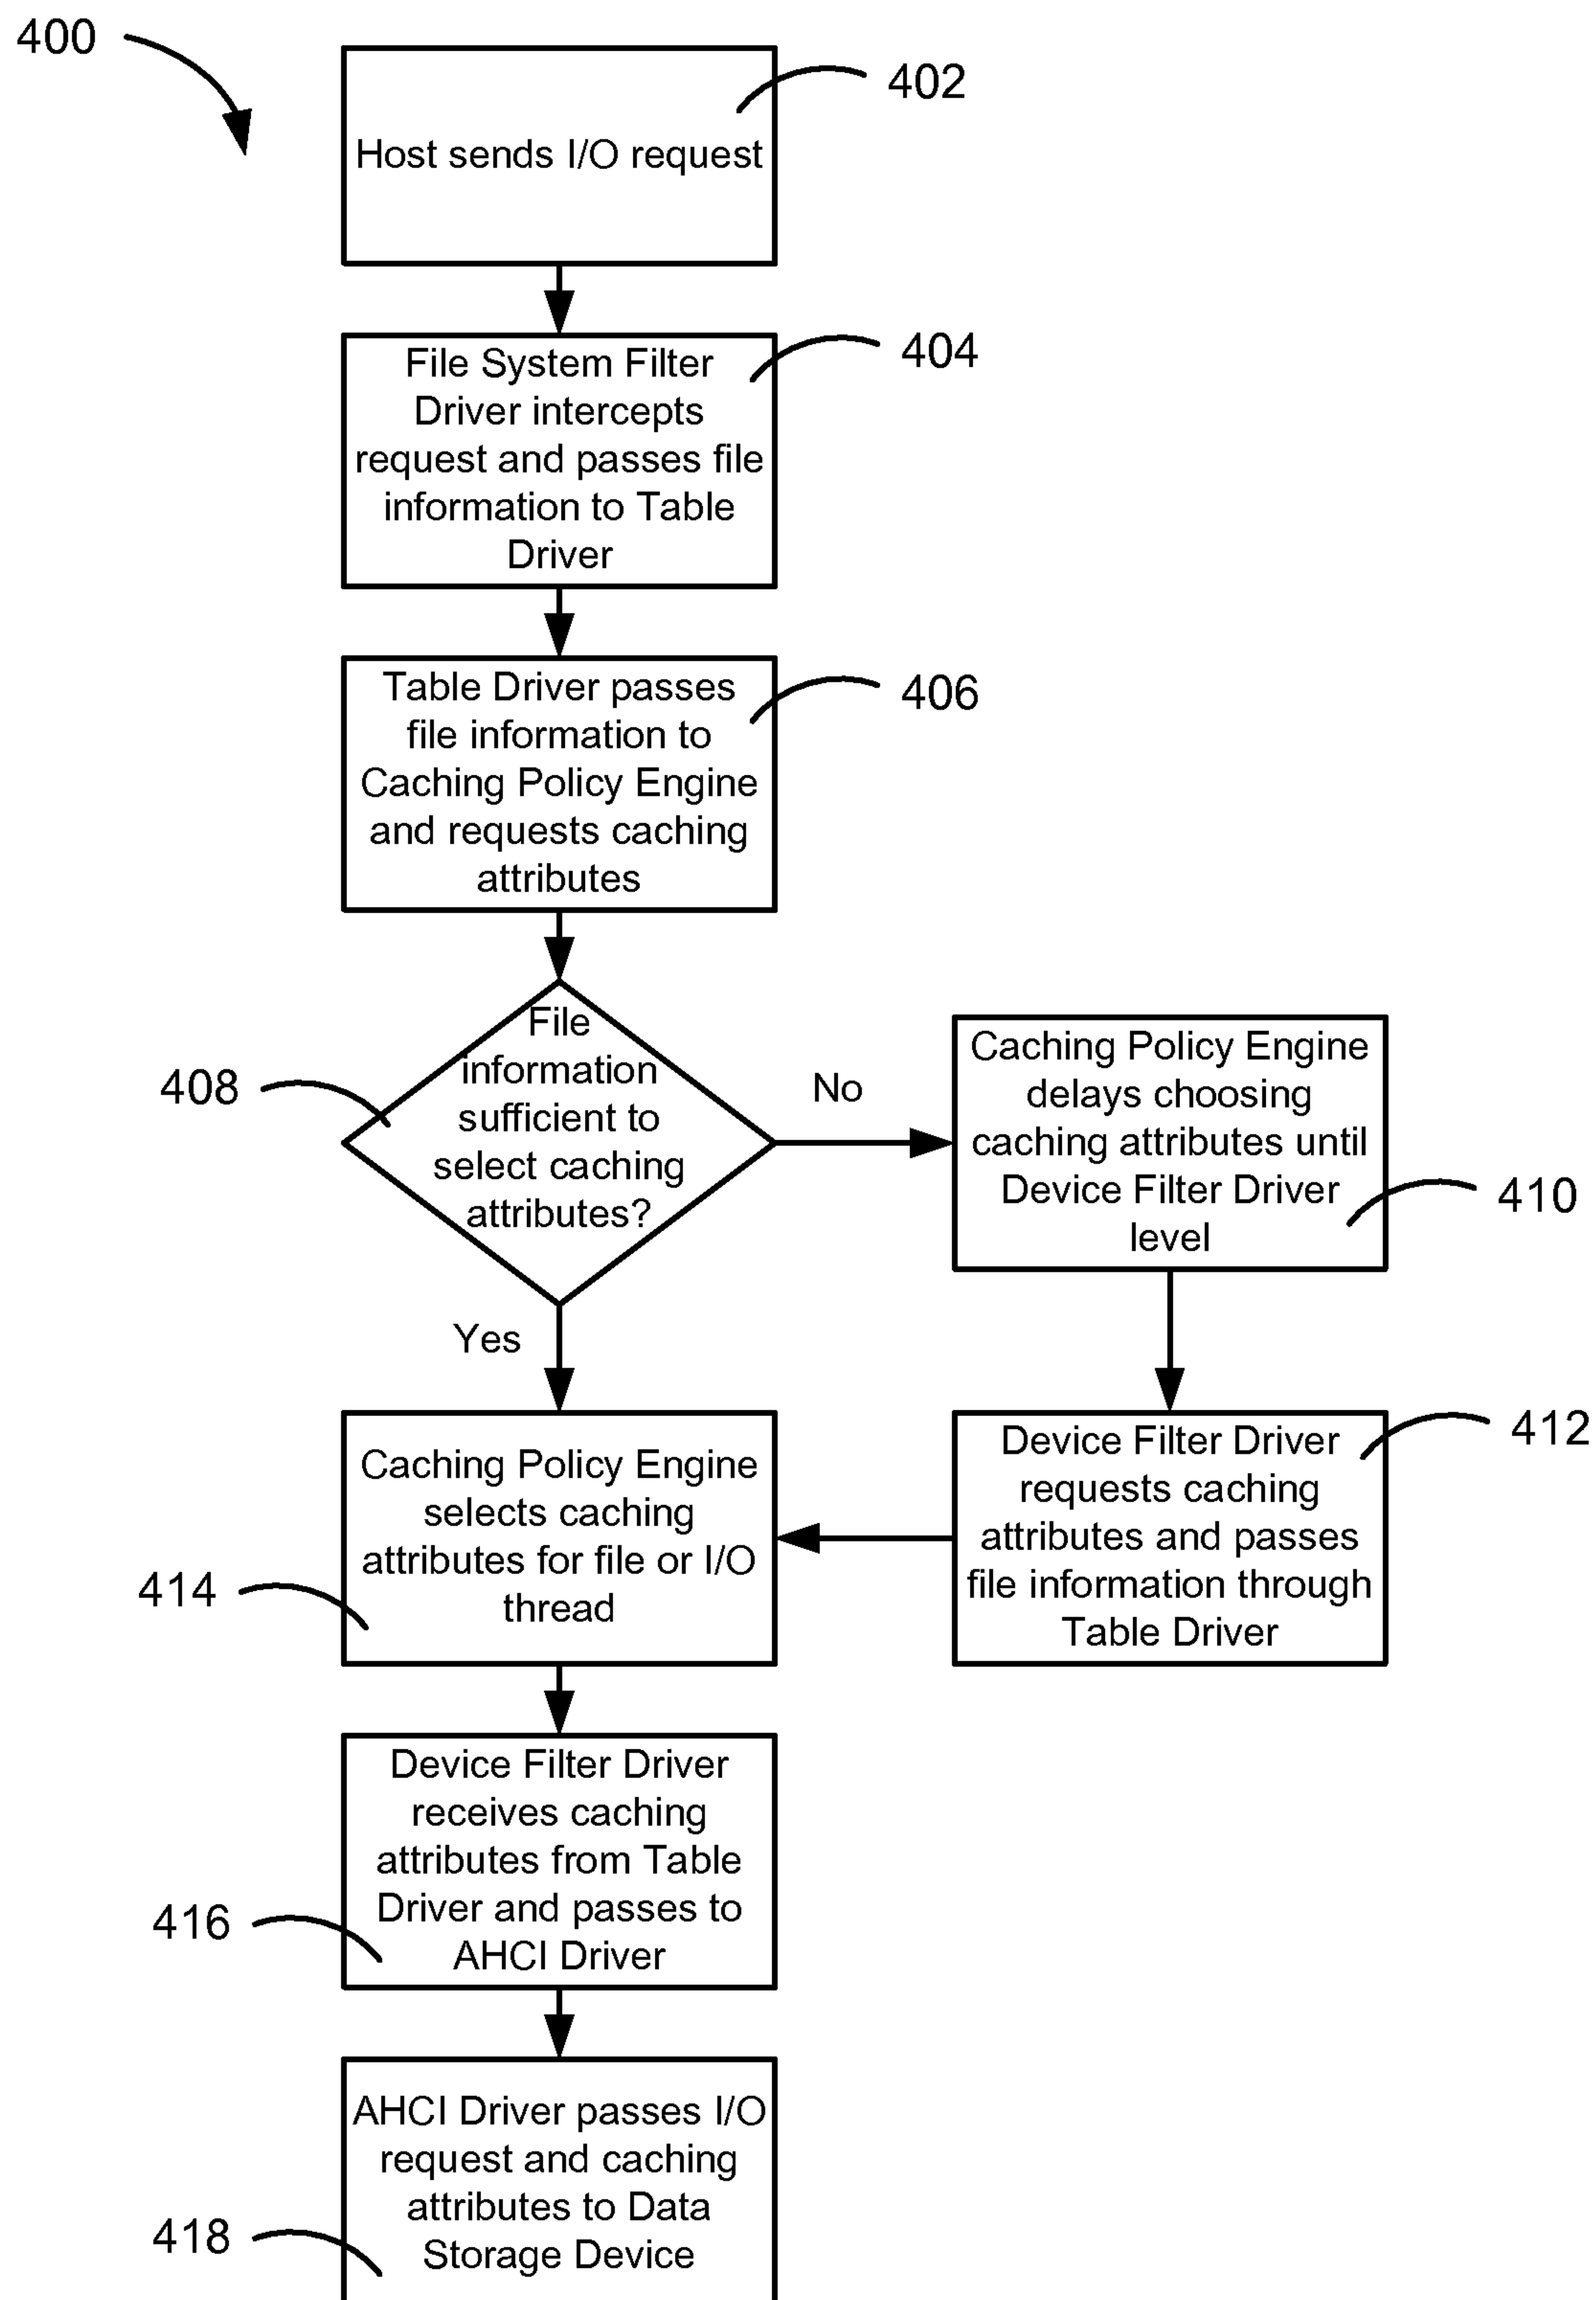 400
402
Host sends I/O request
404
File System Filter
Driver intercepts
request and passes file
information to Table
Driver
406
Table Driver passes
file information to
Caching Policy Engine
and requests caching
attributes
408
File
information
sufficient to
select caching
attributes?
No
Caching Policy Engine
delays choosing
caching attributes until
Device Filter Driver
level
410
Yes
412
Device Filter Driver
requests caching
attributes and passes
file information through
Table Driver
Caching Policy Engine
selects caching
attributes for file or I/O
thread
414
Device Filter Driver
receives caching
attributes from Table
Driver and passes to
AHCI Driver
416
AHCI Driver passes I/O
request and caching
attributes to Data
Storage Device
418